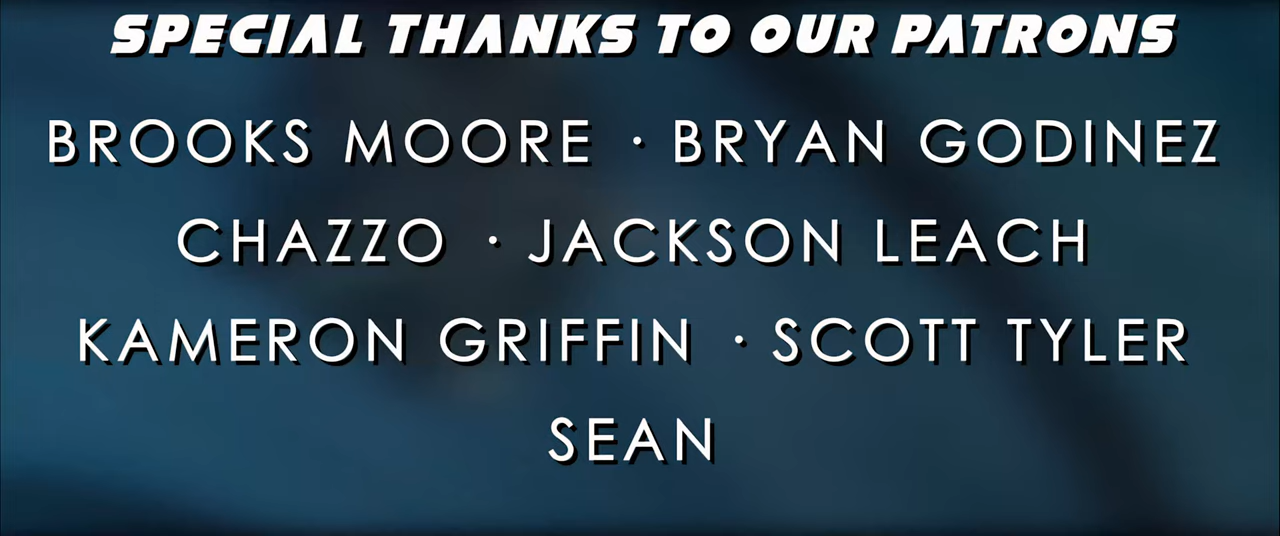 SPECIAL THANKS TO OUR PATRONS
BROOKS MOORE · BRYAN GODINEZ
CHAZZO · JACKSON LEACH
KAMERON GRIFFIN · SCOTT TYLER
SEAN